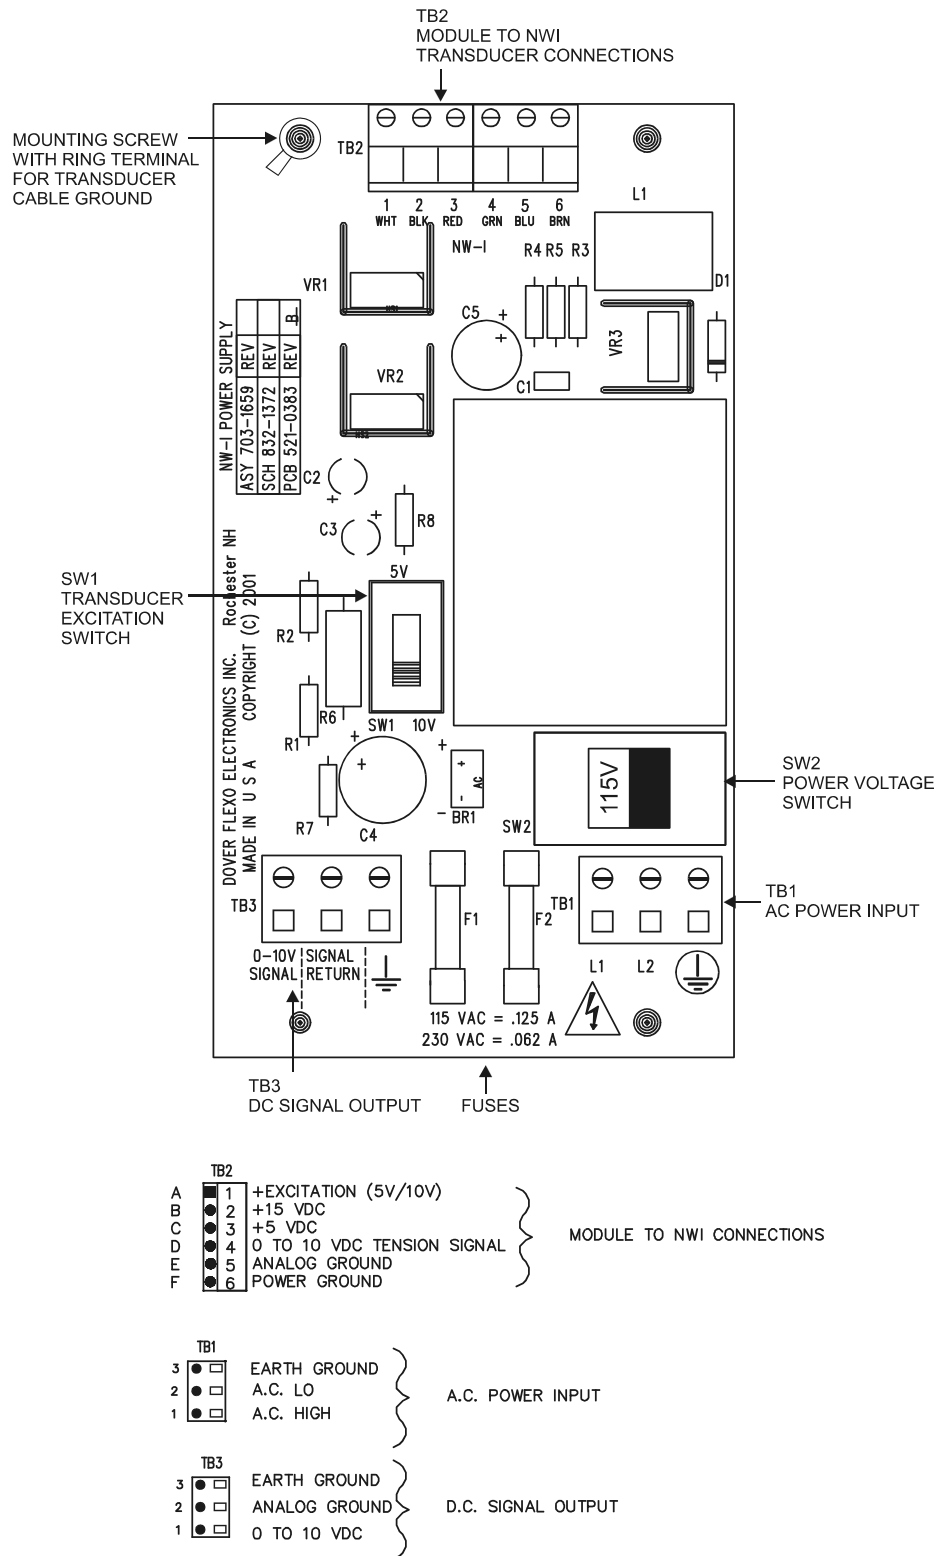 TB2
MODULE TO NWI
TRANSDUCER CONNECTIONS
MOUNTING SCREW
WITH RING TERMINAL
FOR TRANSDUCER
CABLE GROUND
TB2
1 2 3 4 5 6
WHT BLK RED GRN BLU BRN
NW-I
L1
R4 R5 R3
D1
VR1
C5
+
+
VR3
C1
VR2
NW-I POWER SUPPLY
ASY 703-1659 REV
SCH 832-1372 REV
PCB 521-0383 REV B
C2
+
C3
+
R8
5V
SW1
TRANSDUCER
EXCITATION
SWITCH
R2
R6
R1
SW1 10V
DOVER FLEXO ELECTRONICS INC. Rochester NH
MADE IN U S A COPYRIGHT (C) 2001
+
+
C4
R7
+
+
AC
-
-
BR1
115V
SW2
SW2
POWER VOLTAGE
SWITCH
TB3
F1
F2
TB1
TB1
AC POWER INPUT
0-10V
SIGNAL
SIGNAL
RETURN
L1 L2
115 VAC = .125 A
230 VAC = .062 A
TB3
DC SIGNAL OUTPUT
FUSES
TB2
A 1 +EXCITATION (5V/10V)
B 2 +15 VDC
C 3 +5 VDC
D 4 0 TO 10 VDC TENSION SIGNAL
E 5 ANALOG GROUND
F 6 POWER GROUND
MODULE TO NWI CONNECTIONS
TB1
3 EARTH GROUND
2 A.C. LO
1 A.C. HIGH
A.C. POWER INPUT
TB3
3 EARTH GROUND
2 ANALOG GROUND
1 0 TO 10 VDC
D.C. SIGNAL OUTPUT